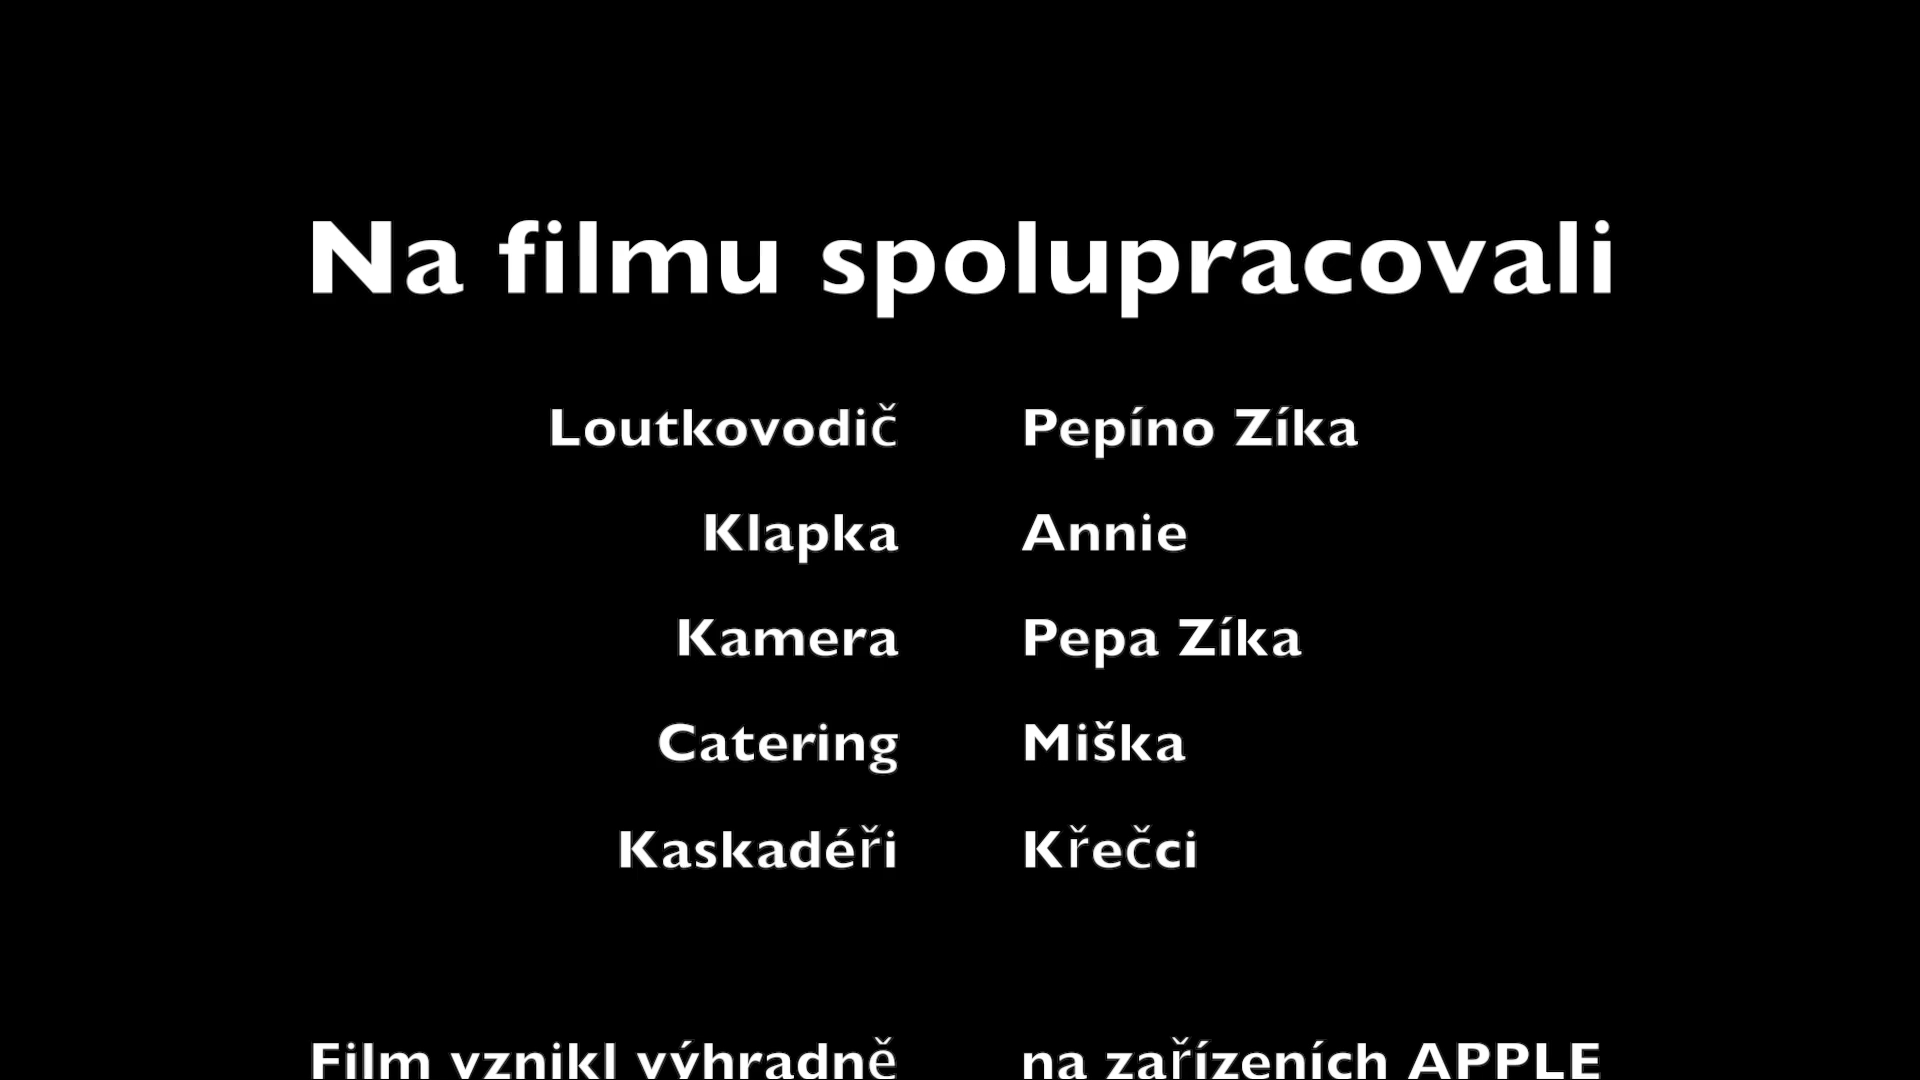 Na filmu spolupracovali
Loutkovodič Pepíno Zíka
Klapka Annie
Kamera Pepa Zíka
Catering Miška
Kaskadéři Křečci
Film vznikl výhradně na zařízeních APPLE